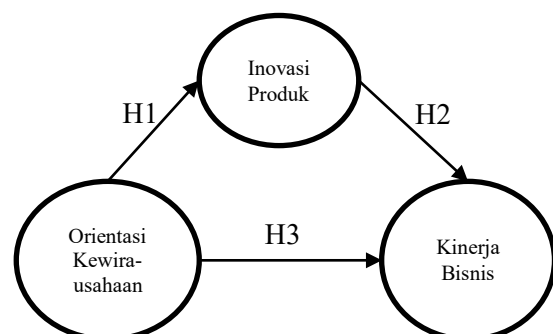 Inovasi
Produk
H1
H2
Orientasi
Kewira-
usahaan
H3
Kinerja
Bisnis